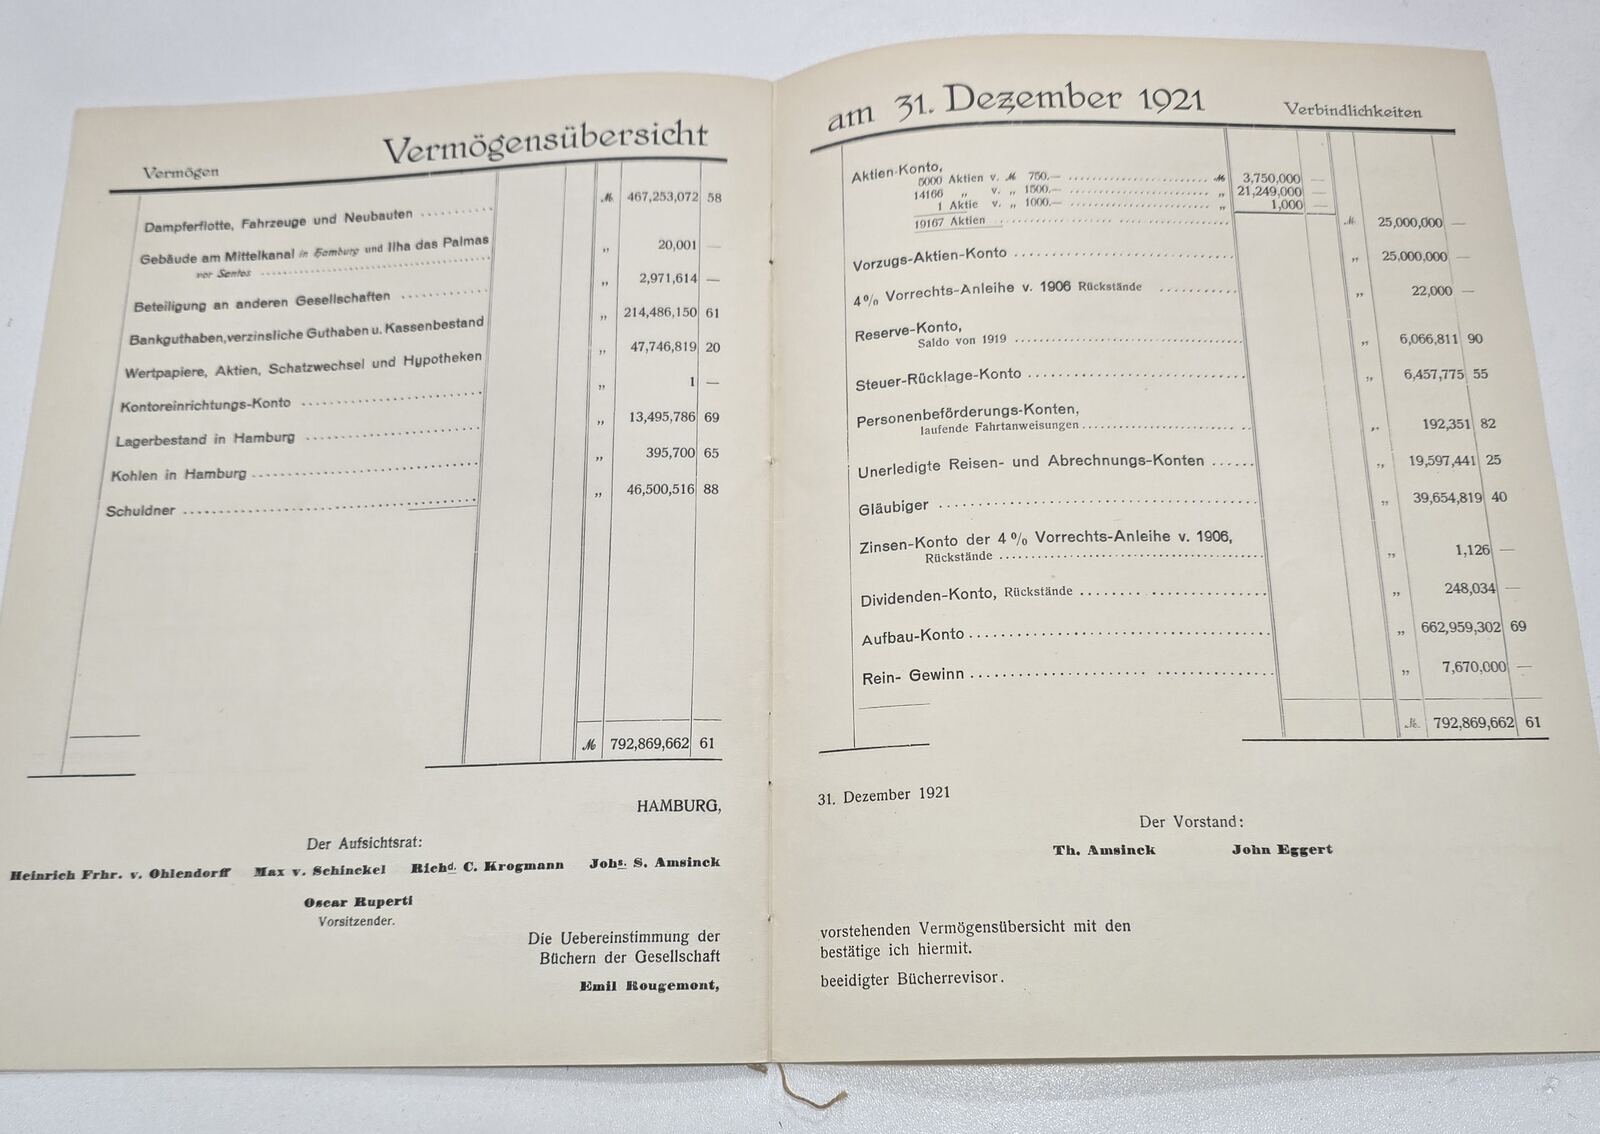 Vermögen
Vermögensübersicht
Dampferflotte, Fahrzeuge und Neubauten ℳ 467,253,072 58
Gebäude am Mittelkanal in Hamburg und Ilha das Palmas
vor Santos „ 20,001 —
Beteiligung an anderen Gesellschaften „ 2,971,614 —
Bankguthaben, verzinsliche Guthaben u. Kassenbestand „ 214,486,150 61
Wertpapiere, Aktien, Schatzwechsel und Hypotheken „ 47,746,819 20
Kontoreinrichtungs-Konto „ 1 —
Lagerbestand in Hamburg „ 13,495,786 69
Kohlen in Hamburg „ 395,700 65
Schuldner „ 46,500,516 88
ℳ 792,869,662 61
HAMBURG,
Der Aufsichtsrat:
Heinrich Frhr. v. Ohlendorff Max v. Schinckel Richd. C. Krogmann Johs. S. Amsinck
Oscar Ruperti
Vorsitzender.
Die Uebereinstimmung der
Büchern der Gesellschaft
Emil Rougemont,
am 31. Dezember 1921
Verbindlichkeiten
Aktien-Konto,
5000 Aktien v. ℳ 750.— ℳ 3,750,000 —
14166 „ v. „ 1500.— „ 21,249,000 —
1 Aktie v. „ 1000.— „ 1,000 —
19167 Aktien ℳ 25,000,000 —
Vorzugs-Aktien-Konto „ 25,000,000 —
4% Vorrechts-Anleihe v. 1906 Rückstände „ 22,000 —
Reserve-Konto,
Saldo von 1919 „ 6,066,811 90
Steuer-Rücklage-Konto „ 6,457,775 55
Personenbeförderungs-Konten,
laufende Fahrtanweisungen „ 192,351 82
Unerledigte Reisen- und Abrechnungs-Konten „ 19,597,441 25
Gläubiger „ 39,654,819 40
Zinsen-Konto der 4% Vorrechts-Anleihe v. 1906,
Rückstände „ 1,126 —
Dividenden-Konto, Rückstände „ 248,034 —
Aufbau-Konto „ 662,959,302 69
Rein- Gewinn „ 7,670,000 —
ℳ 792,869,662 61
31. Dezember 1921
Der Vorstand:
Th. Amsinck John Eggert
vorstehenden Vermögensübersicht mit den
bestätige ich hiermit.
beeidigter Bücherrevisor.